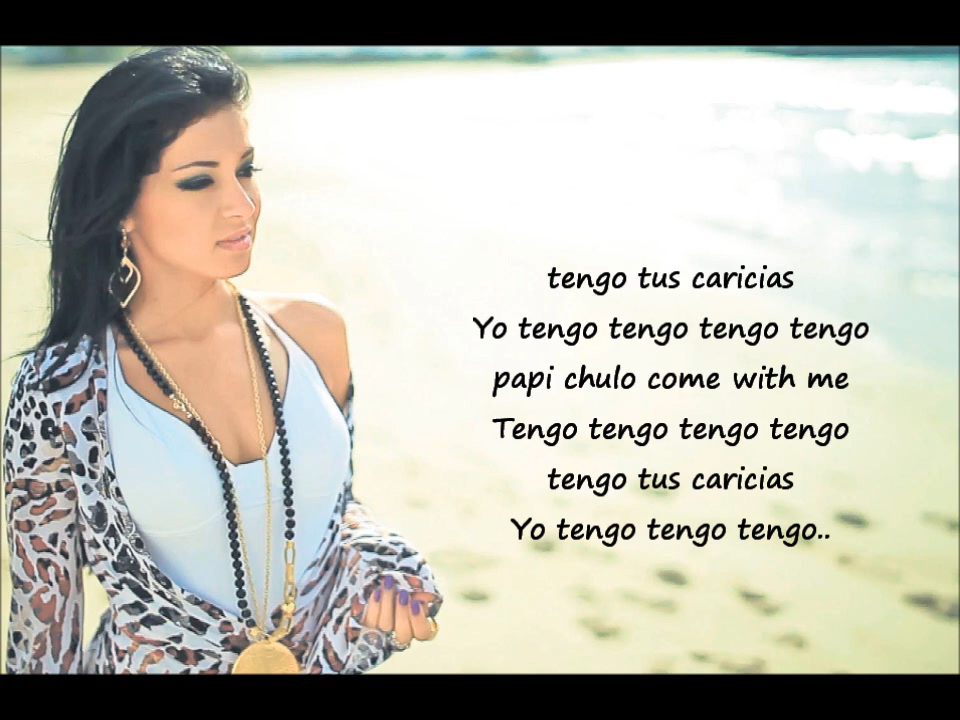 tengo tus caricias
Yo tengo tengo tengo tengo
papi chulo come with me
Tengo tengo tengo tengo
tengo tus caricias
Yo tengo tengo tengo..